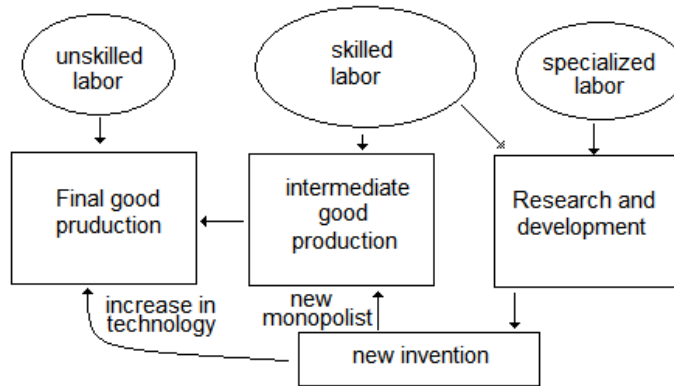 unskilled
labor
skilled
labor
specialized
labor
Final good
pruduction
intermediate
good
production
Research and
development
increase in
technology
new
monopolist
new invention